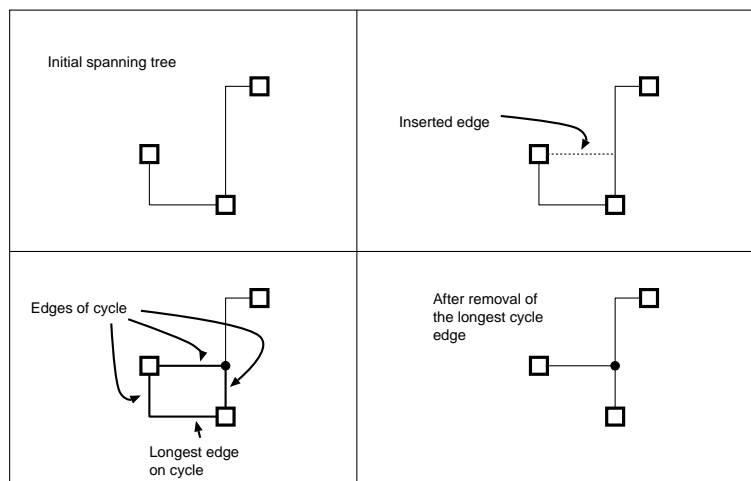 Initial spanning tree
Inserted edge
Edges of cycle
Longest edge
on cycle
After removal of
the longest cycle
edge